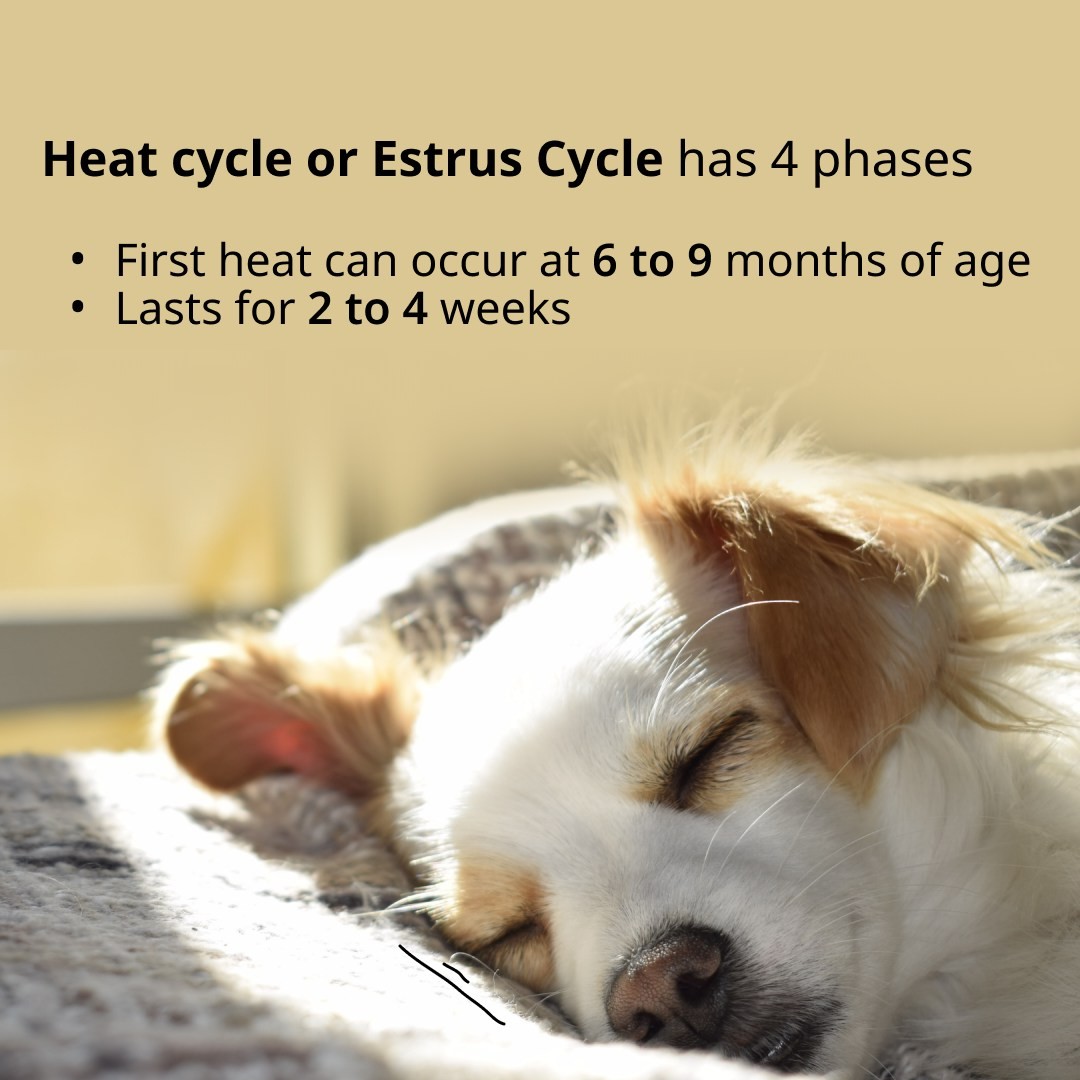 Heat cycle or Estrus Cycle has 4 phases
• First heat can occur at 6 to 9 months of age
• Lasts for 2 to 4 weeks